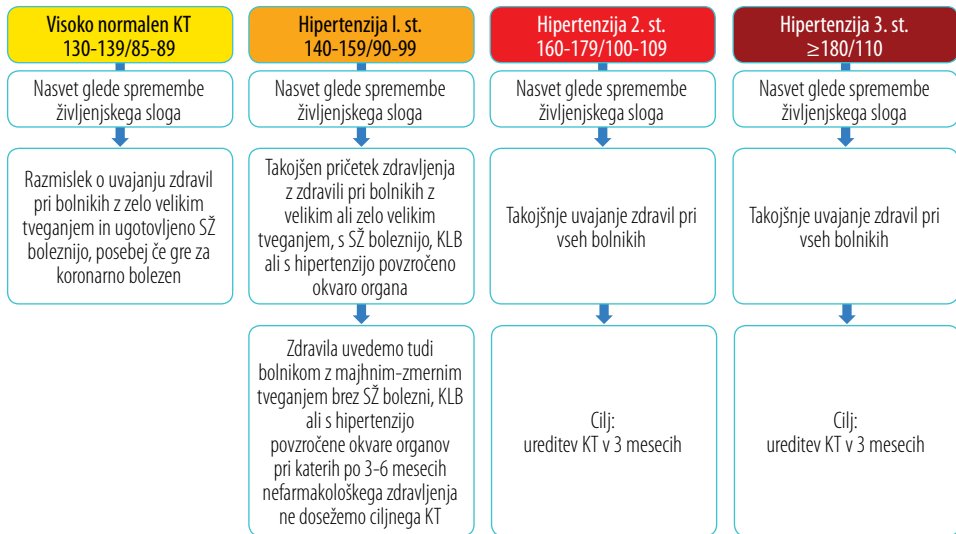 Visoko normalen KT
130-139/85-89
Nasvet glede spremembe
življenjskega sloga
Razmislek o uvajanju zdravil
pri bolnikih z zelo velikim
tveganjem in ugotovljeno SŽ
boleznijo, posebej če gre za
koronarno bolezen
Hipertenzija I. st.
140-159/90-99
Nasvet glede spremembe
življenjskega sloga
Takojšen pričetek zdravljenja
z zdravili pri bolnikih z
velikim ali zelo velikim
tveganjem, s SŽ boleznijo, KLB
ali s hipertenzijo povzročeno
okvaro organa
Zdravila uvedemo tudi
bolnikom z majhnim-zmernim
tveganjem brez SŽ bolezni, KLB
ali s hipertenzijo
povzročene okvare organov
pri katerih po 3-6 mesecih
nefarmakološkega zdravljenja
ne dosežemo ciljnega KT
Hipertenzija 2. st.
160-179/100-109
Nasvet glede spremembe
življenjskega sloga
Takojšnje uvajanje zdravil pri
vseh bolnikih
Cilj:
ureditev KT v 3 mesecih
Hipertenzija 3. st.
≥180/110
Nasvet glede spremembe
življenjskega sloga
Takojšnje uvajanje zdravil pri
vseh bolnikih
Cilj:
ureditev KT v 3 mesecih